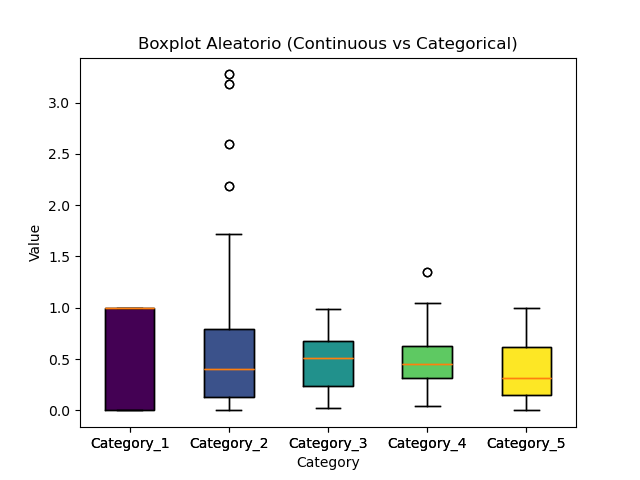 Boxplot Aleatorio (Continuous vs Categorical)
3.0
2.5
2.0
1.5
1.0
0.5
0.0
Value
Category_1 Category_2 Category_3 Category_4 Category_5
Category